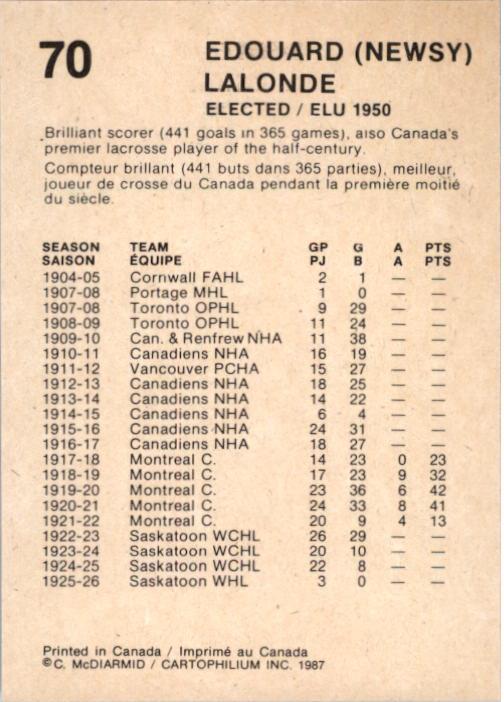 70
EDOUARD (NEWSY)
LALONDE
ELECTED / ELU 1950
Brilliant scorer (441 goals in 365 games), also Canada's
premier lacrosse player of the half-century.
Compteur brillant (441 buts dans 365 parties), meilleur,
joueur de crosse du Canada pendant la première moitié
du siècle.
SEASON TEAM GP G A PTS
SAISON ÉQUIPE PJ B A PTS
1904-05 Cornwall FAHL 2 1 — —
1907-08 Portage MHL 1 0 — —
1907-08 Toronto OPHL 9 29 — —
1908-09 Toronto OPHL 11 24 — —
1909-10 Can. & Renfrew NHA 11 38 — —
1910-11 Canadiens NHA 16 19 — —
1911-12 Vancouver PCHA 15 27 — —
1912-13 Canadiens NHA 18 25 — —
1913-14 Canadiens NHA 14 22 — —
1914-15 Canadiens NHA 6 4 — —
1915-16 Canadiens NHA 24 31 — —
1916-17 Canadiens NHA 18 27 — —
1917-18 Montreal C. 14 23 0 23
1918-19 Montreal C. 17 23 9 32
1919-20 Montreal C. 23 36 6 42
1920-21 Montreal C. 24 33 8 41
1921-22 Montreal C. 20 9 4 13
1922-23 Saskatoon WCHL 26 29 — —
1923-24 Saskatoon WCHL 20 10 — —
1924-25 Saskatoon WCHL 22 8 — —
1925-26 Saskatoon WHL 3 0 — —
Printed in Canada / Imprimé au Canada
©C. McDIARMID / CARTOPHILIUM INC. 1987